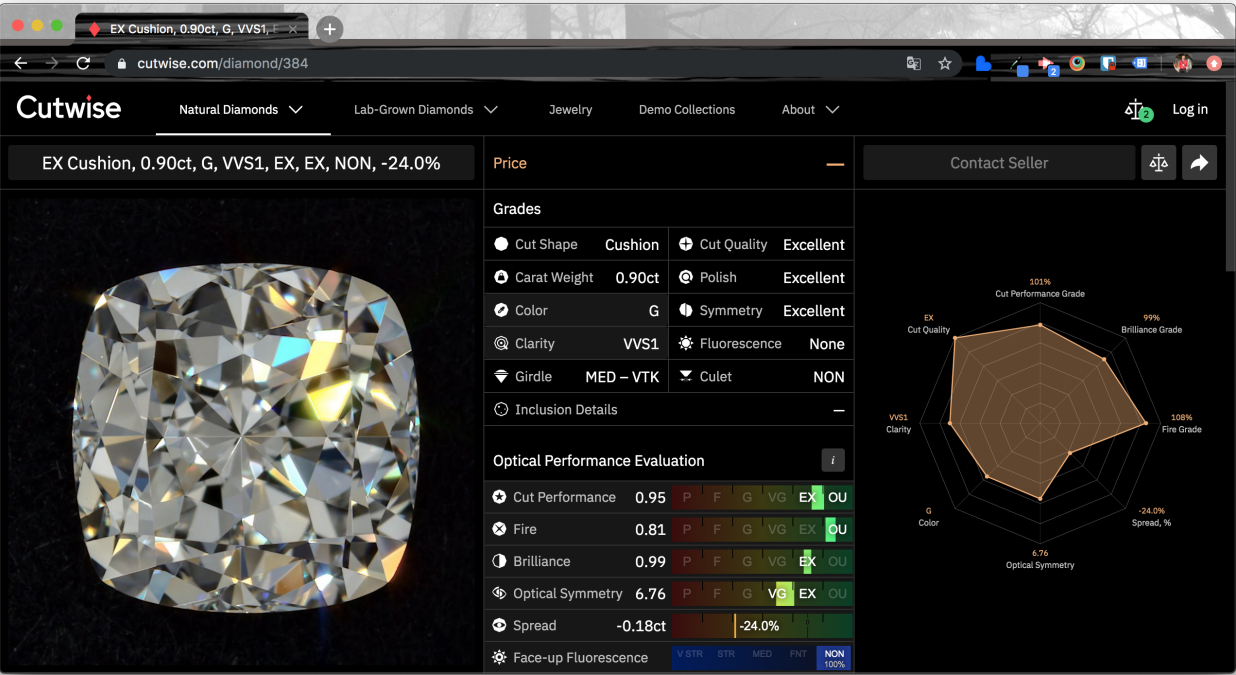 EX Cushion, 0.90ct, G, VVS1,
cutwise.com/diamond/384
2
Cutwise
Natural Diamonds
Lab-Grown Diamonds
Jewelry
Demo Collections
About
2
Log in
EX Cushion, 0.90ct, G, VVS1, EX, EX, NON, -24.0%
Price
Contact Seller
Grades
Cut Shape Cushion
Cut Quality Excellent
Carat Weight 0.90ct
Polish Excellent
Color G
Symmetry Excellent
Clarity VVS1
Fluorescence None
Girdle MED – VTK
Culet NON
Inclusion Details
Optical Performance Evaluation
i
Cut Performance 0.95 P F G VG EX OU
Fire 0.81 P F G VG EX OU
Brilliance 0.99 P F G VG EX OU
Optical Symmetry 6.76 P F G VG EX OU
Spread -0.18ct -24.0%
Face-up Fluorescence V STR STR MED FNT NON
100%
101%
Cut Performance Grade
99%
Brilliance Grade
108%
Fire Grade
-24.0%
Spread, %
6.76
Optical Symmetry
G
Color
VVS1
Clarity
EX
Cut Quality